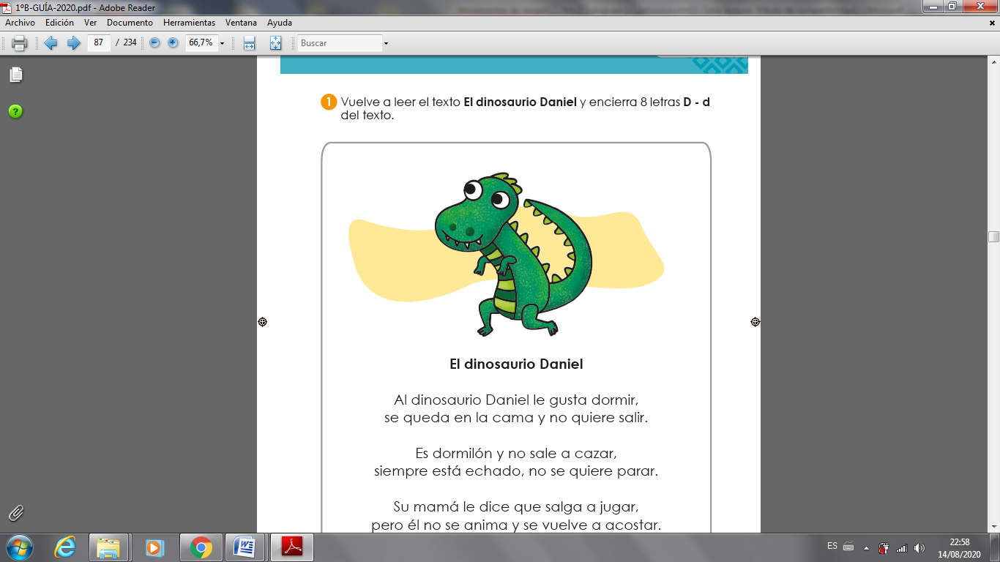 1ºB-GUÍA-2020.pdf - Adobe Reader
Archivo Edición Ver Documento Herramientas Ventana Ayuda
87 / 234 66,7% Buscar
1 Vuelve a leer el texto El dinosaurio Daniel y encierra 8 letras D - d
del texto.
El dinosaurio Daniel
Al dinosaurio Daniel le gusta dormir,
se queda en la cama y no quiere salir.
Es dormilón y no sale a cazar,
siempre está echado, no se quiere parar.
Su mamá le dice que salga a jugar,
pero él no se anima y se vuelve a acostar.
ES 22:58
14/08/2020